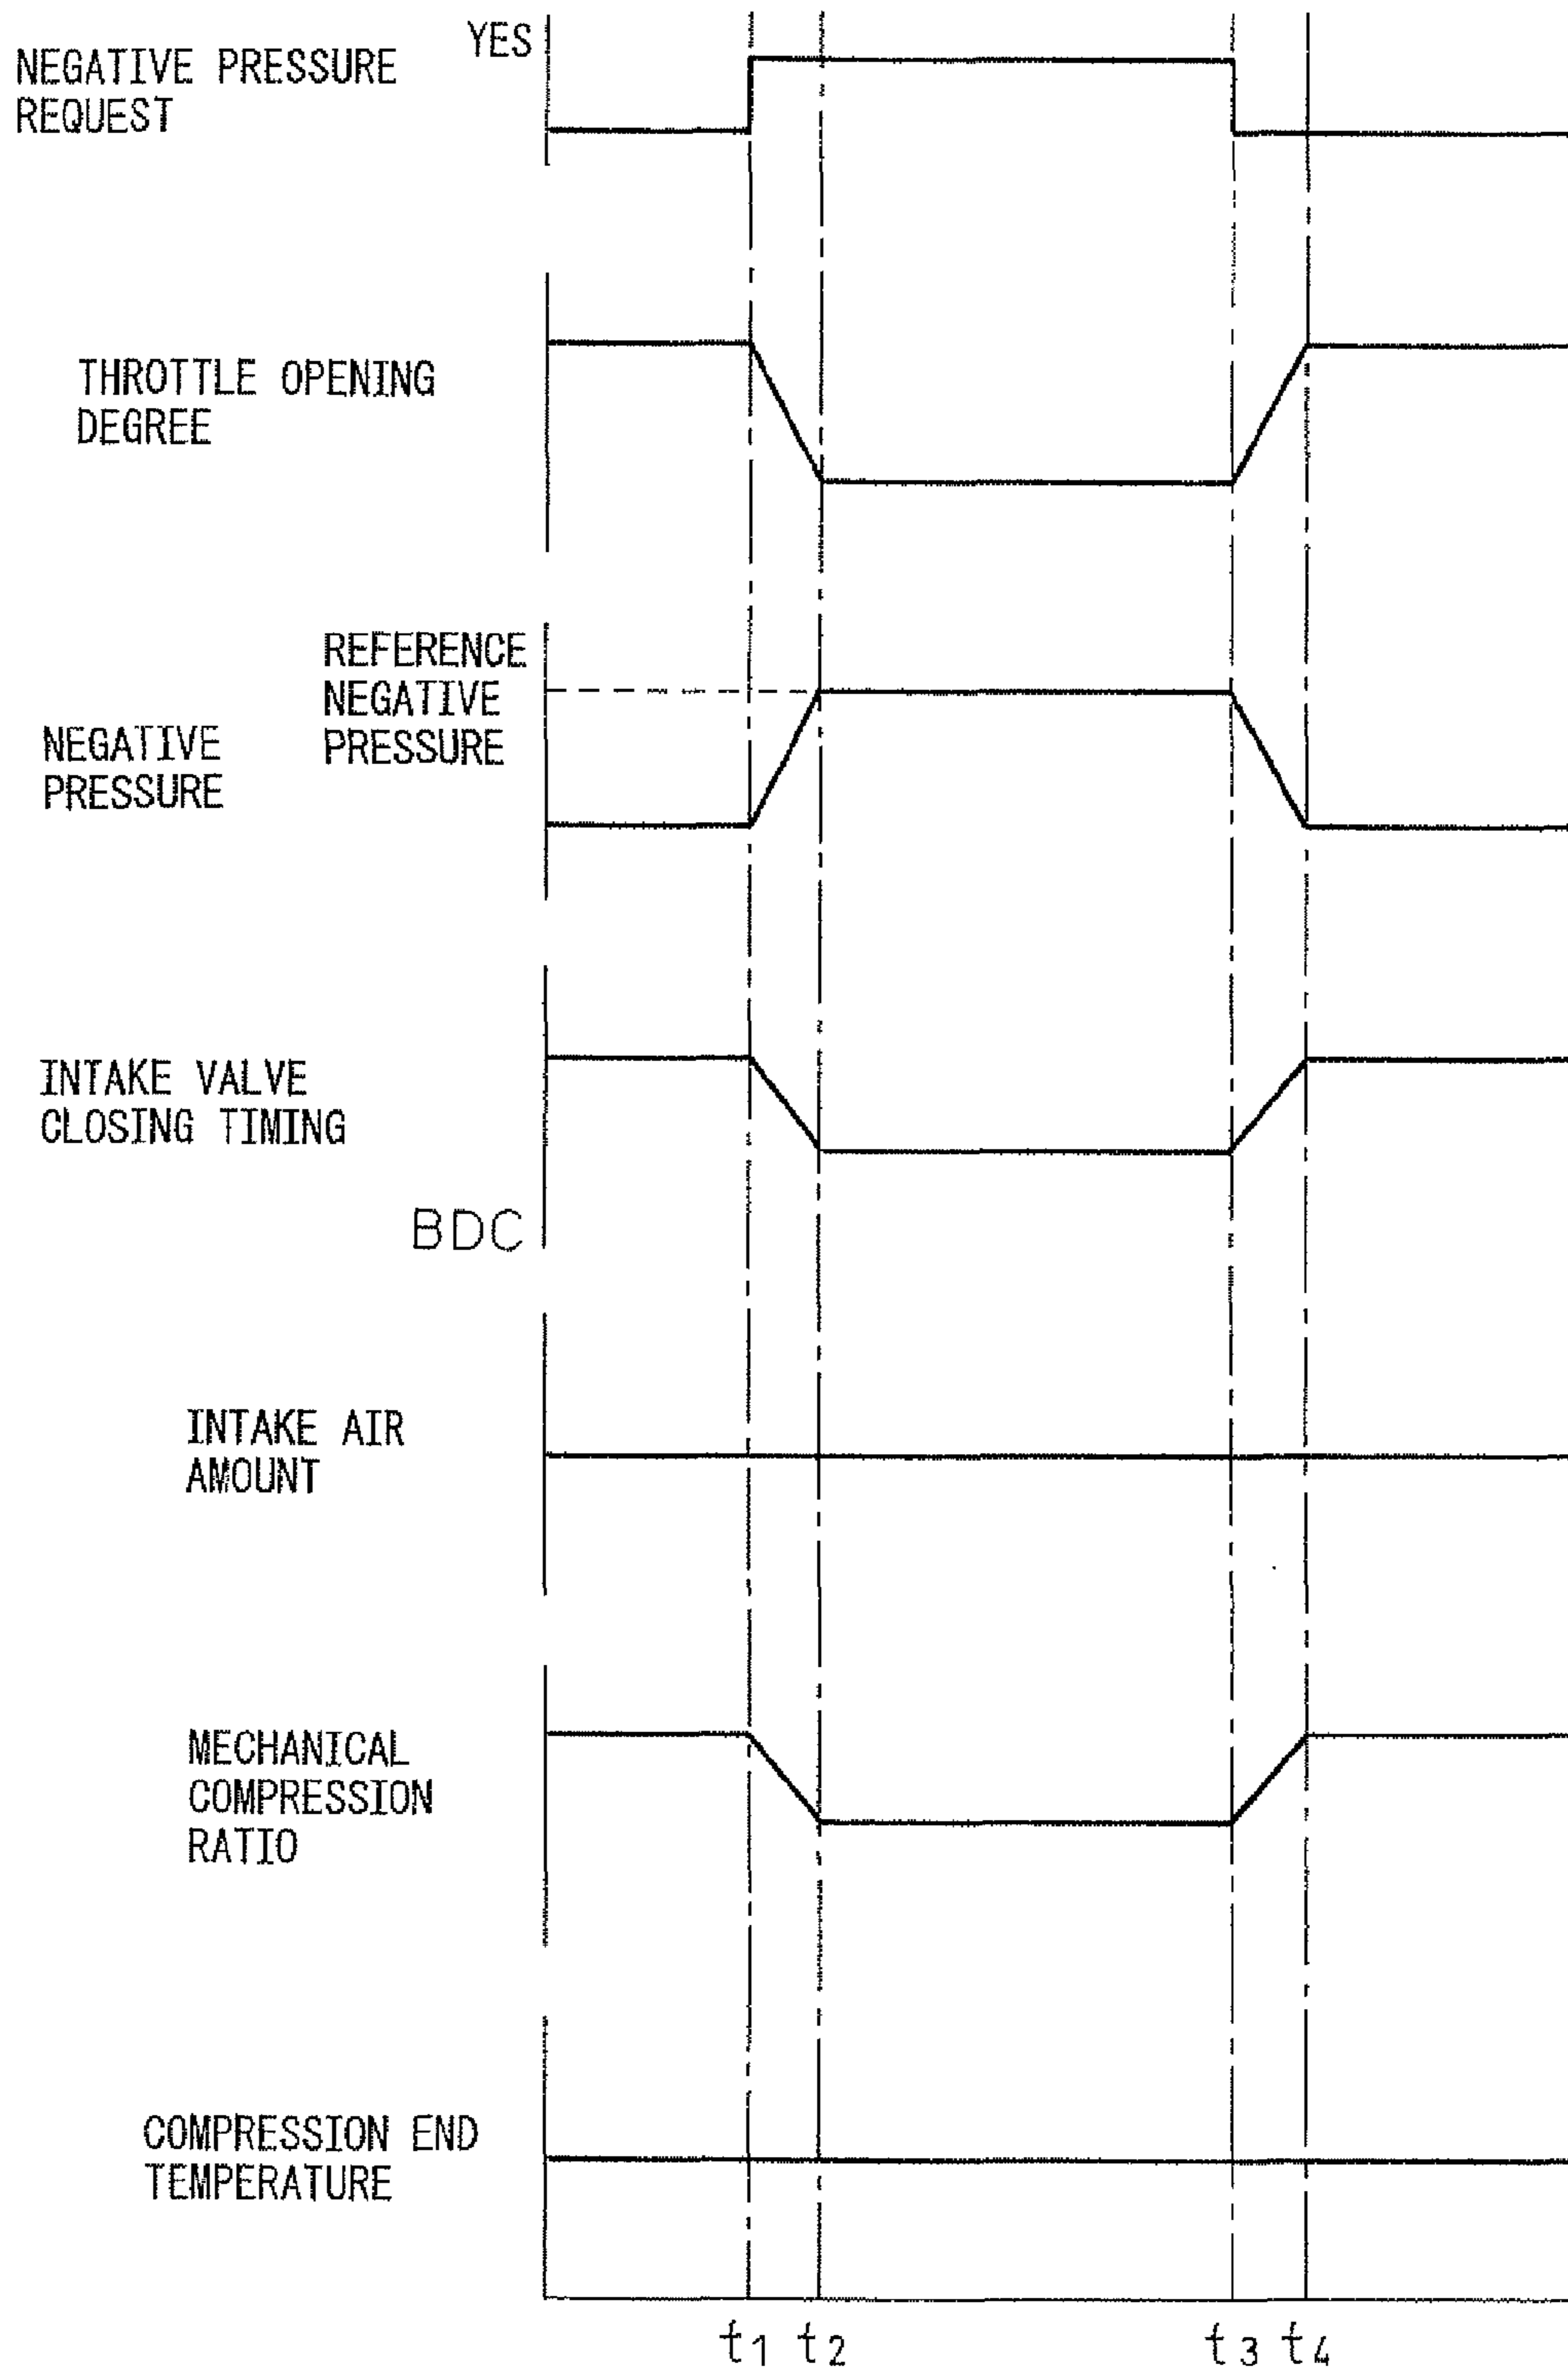 YES
NEGATIVE PRESSURE
REQUEST
THROTTLE OPENING
DEGREE
REFERENCE
NEGATIVE
PRESSURE
NEGATIVE
PRESSURE
INTAKE VALVE
CLOSING TIMING
BDC
INTAKE AIR
AMOUNT
MECHANICAL
COMPRESSION
RATIO
COMPRESSION END
TEMPERATURE
t1 t2 t3 t4